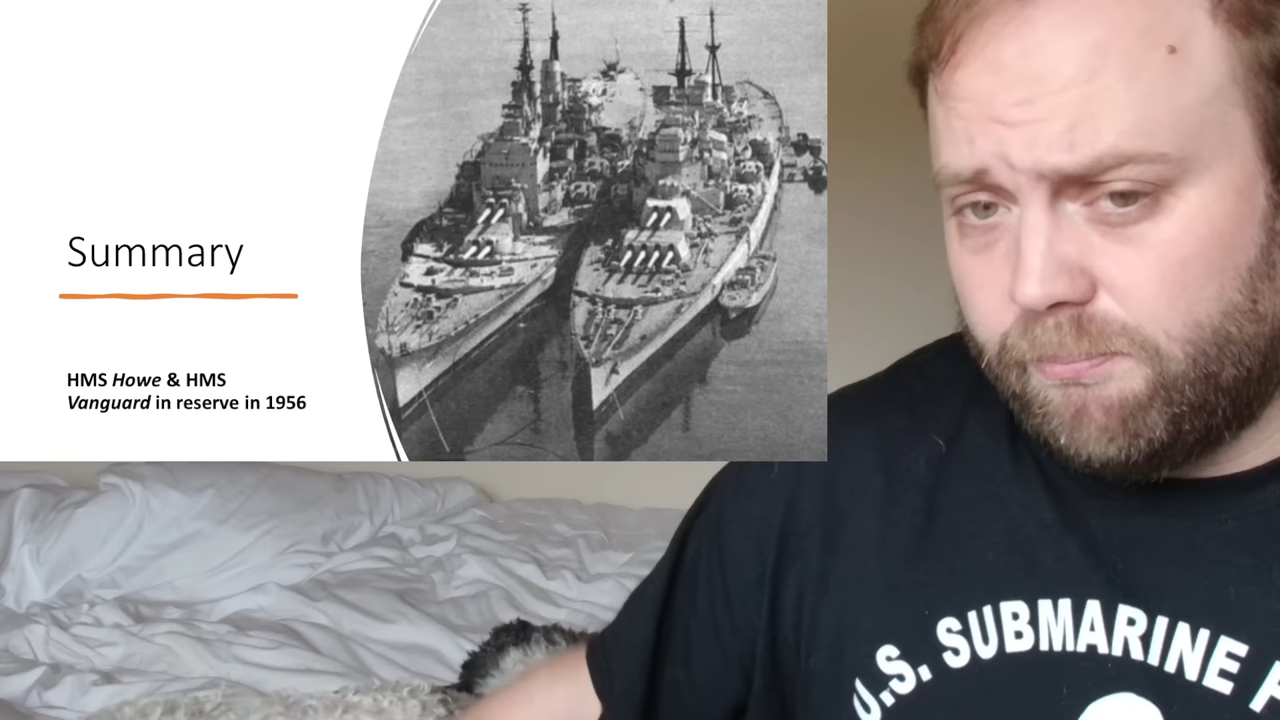 Summary
HMS Howe & HMS
Vanguard in reserve in 1956
U.S. SUBMARINE